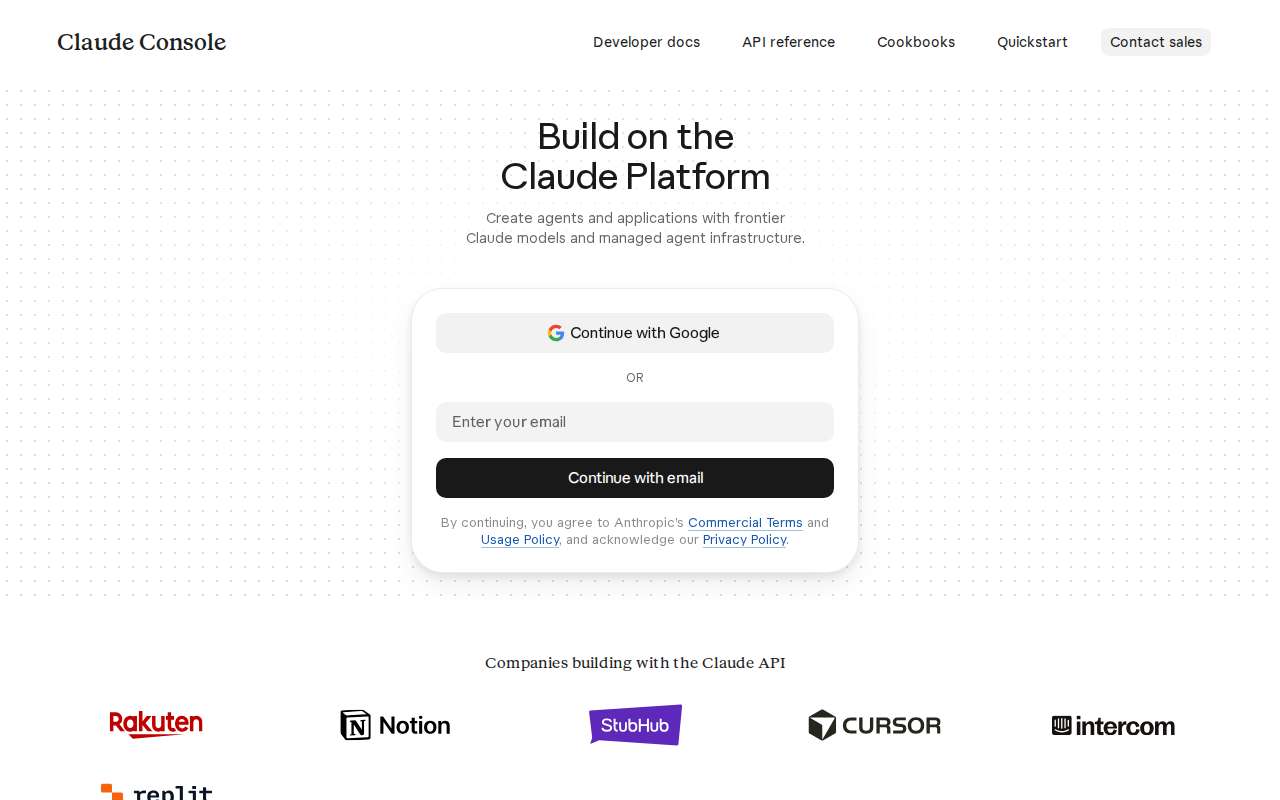 Claude Console
Developer docs
API reference
Cookbooks
Quickstart
Contact sales
Build on the
Claude Platform
Create agents and applications with frontier
Claude models and managed agent infrastructure.
Continue with Google
OR
Enter your email
Continue with email
By continuing, you agree to Anthropic's Commercial Terms and
Usage Policy, and acknowledge our Privacy Policy.
Companies building with the Claude API
Rakuten
Notion
StubHub
CURSOR
intercom
replit